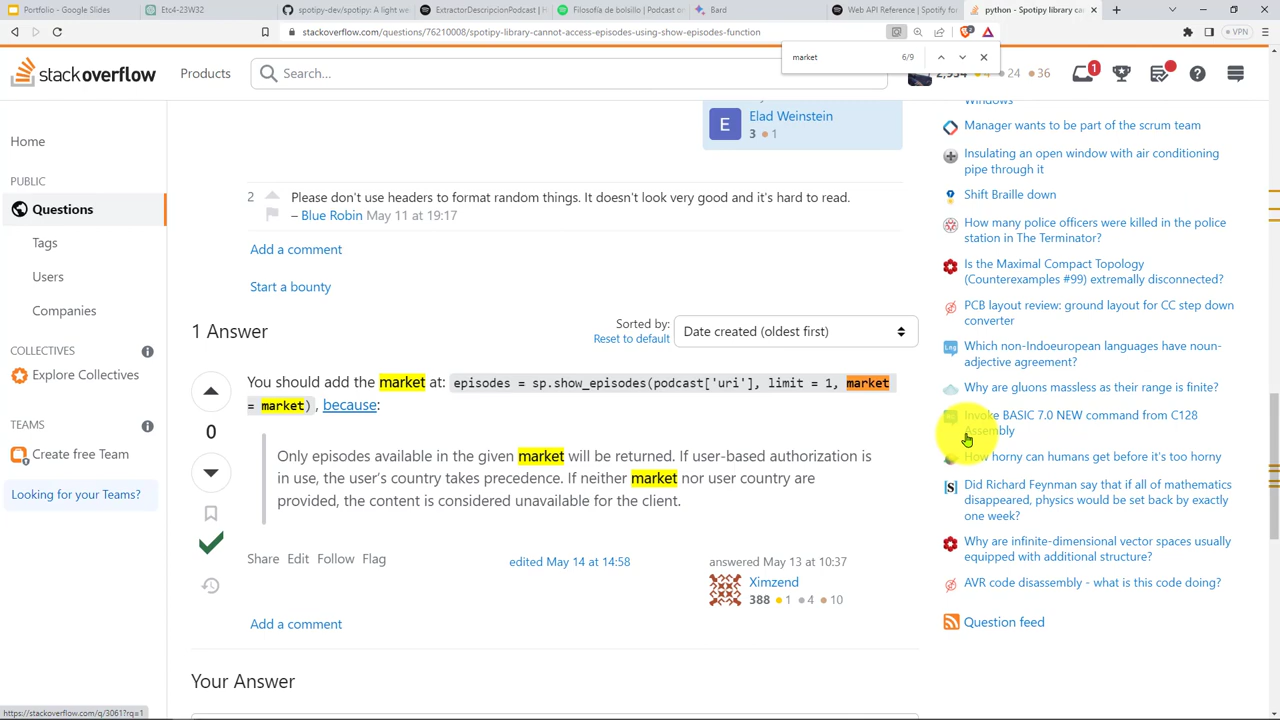 Portfolio - Google Slides
Etc4-23W32
spotipy-dev/spotipy: A light w
ExtractorDescripcionPodcast | H
Filosofía de bolsillo | Podcast on
Bard
Web API Reference | Spotify for
python - Spotipy library can
stackoverflow.com/questions/76210008/spotipy-library-cannot-access-episodes-using-show-episodes-function
VPN
market
6/9
stackoverflow
Products
Search...
24
36
1
Windows
Elad Weinstein
3 1
Manager wants to be part of the scrum team
Insulating an open window with air conditioning
pipe through it
Home
PUBLIC
Questions
Tags
Users
Companies
COLLECTIVES
Explore Collectives
TEAMS
Create free Team
Looking for your Teams?
2 Please don't use headers to format random things. It doesn't look very good and it's hard to read.
– Blue Robin May 11 at 19:17
Add a comment
Start a bounty
1 Answer
Sorted by:
Reset to default
Date created (oldest first)
You should add the market at: episodes = sp.show_episodes(podcast['uri'], limit = 1, market
= market) , because:
0
Only episodes available in the given market will be returned. If user-based authorization is
in use, the user's country takes precedence. If neither market nor user country are
provided, the content is considered unavailable for the client.
Share Edit Follow Flag
edited May 14 at 14:58
answered May 13 at 10:37
Ximzend
388 1 4 10
Add a comment
Your Answer
Shift Braille down
How many police officers were killed in the police
station in The Terminator?
Is the Maximal Compact Topology
(Counterexamples #99) extremally disconnected?
PCB layout review: ground layout for CC step down
converter
Which non-Indoeuropean languages have noun-
adjective agreement?
Why are gluons massless as their range is finite?
Invoke BASIC 7.0 NEW command from C128
Assembly
How horny can humans get before it's too horny
Did Richard Feynman say that if all of mathematics
disappeared, physics would be set back by exactly
one week?
Why are infinite-dimensional vector spaces usually
equipped with additional structure?
AVR code disassembly - what is this code doing?
Question feed
https://stackoverflow.com/q/3061?rq=1